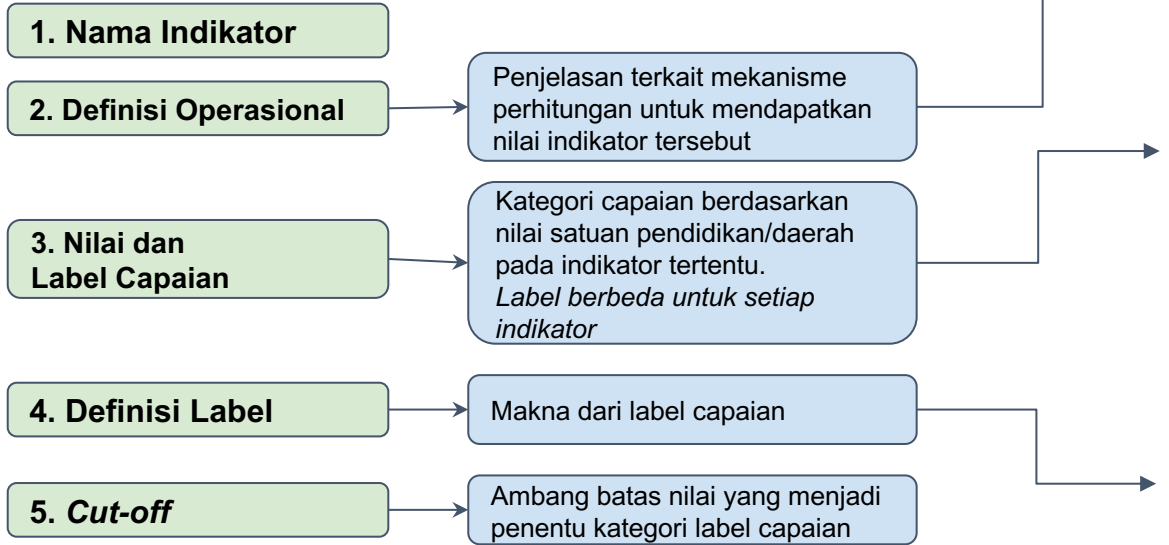 1. Nama Indikator
2. Definisi Operasional
Penjelasan terkait mekanisme
perhitungan untuk mendapatkan
nilai indikator tersebut
3. Nilai dan
Label Capaian
Kategori capaian berdasarkan
nilai satuan pendidikan/daerah
pada indikator tertentu.
Label berbeda untuk setiap
indikator
4. Definisi Label
Makna dari label capaian
5. Cut-off
Ambang batas nilai yang menjadi
penentu kategori label capaian